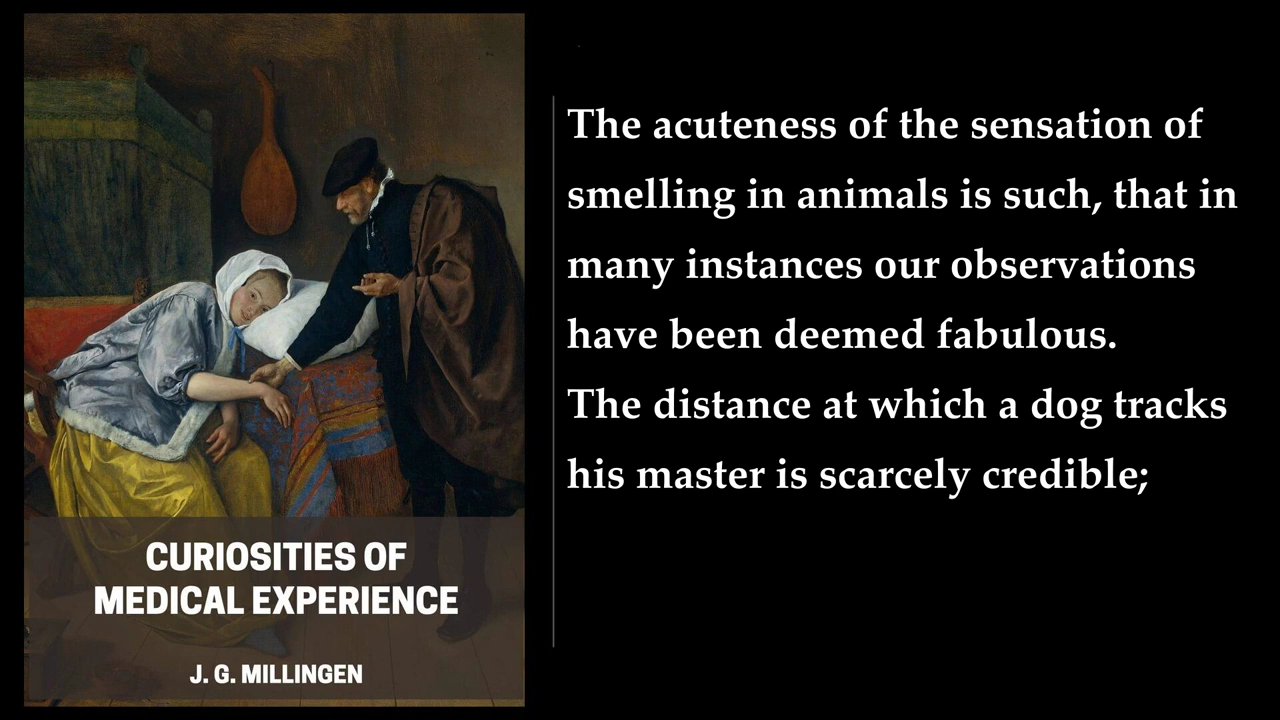 The acuteness of the sensation of
smelling in animals is such, that in
many instances our observations
have been deemed fabulous.
The distance at which a dog tracks
his master is scarcely credible;
CURIOSITIES OF
MEDICAL EXPERIENCE
J. G. MILLINGEN